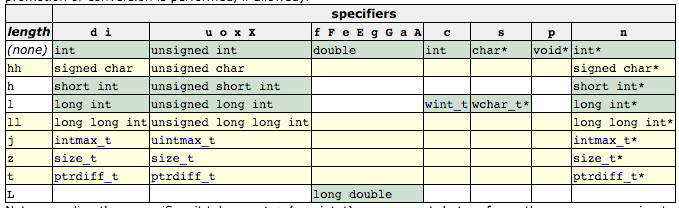 specifiers
length d i u o x X f F e E g G a A c s p n
(none) int unsigned int double int char* void* int*
hh signed char unsigned char signed char*
h short int unsigned short int short int*
l long int unsigned long int wint_t wchar_t* long int*
ll long long int unsigned long long int long long int*
j intmax_t uintmax_t intmax_t*
z size_t size_t size_t*
t ptrdiff_t ptrdiff_t ptrdiff_t*
L long double